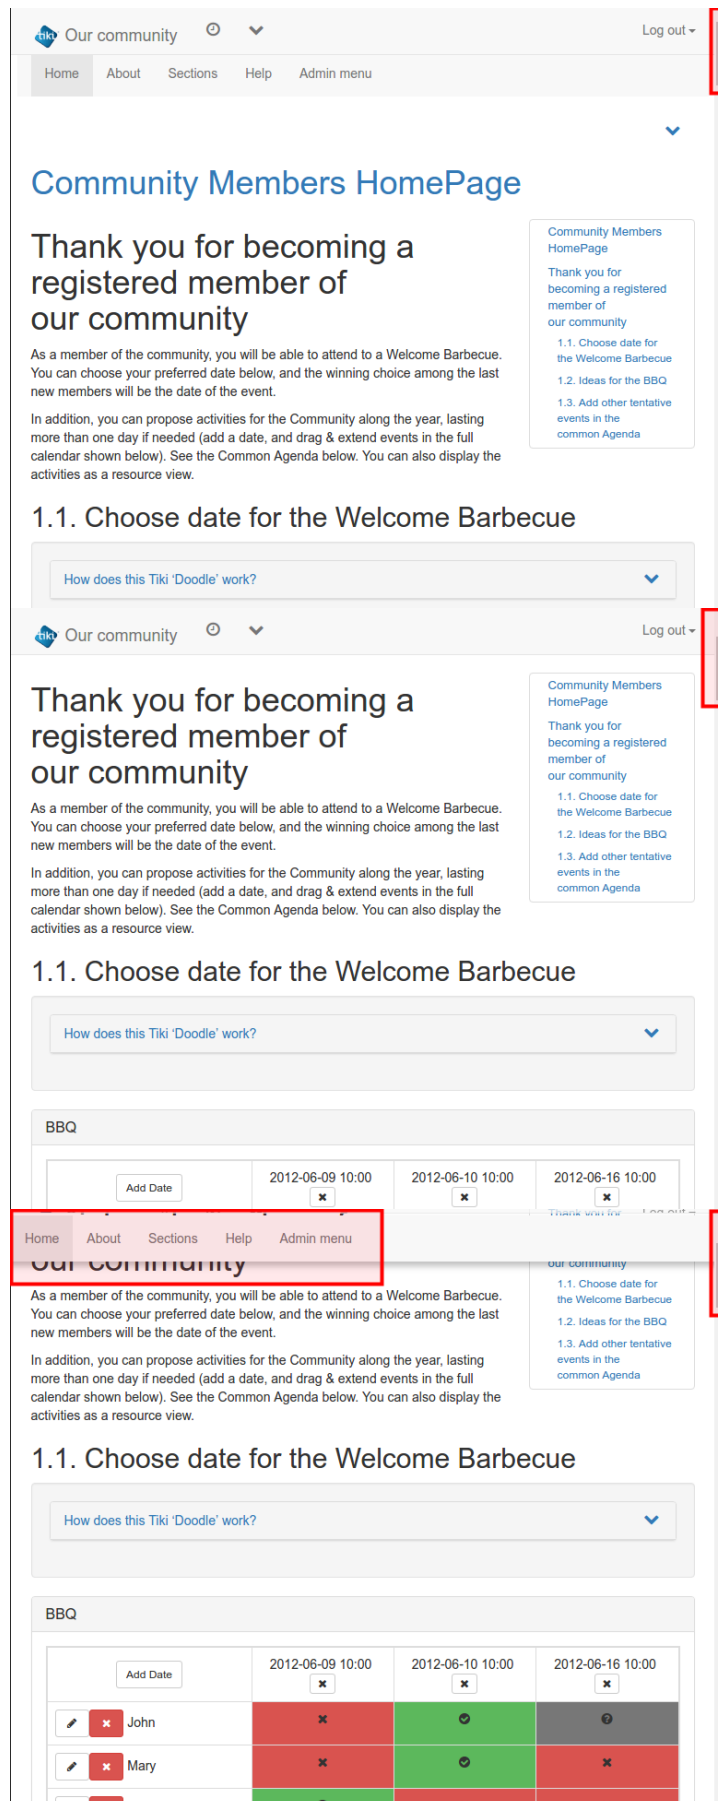 tiki Our community Log out
Home About Sections Help Admin menu
Community Members HomePage
Thank you for becoming a
registered member of
our community
Community Members
HomePage
Thank you for
becoming a registered
member of
our community
1.1. Choose date for
the Welcome Barbecue
1.2. Ideas for the BBQ
1.3. Add other tentative
events in the
common Agenda
As a member of the community, you will be able to attend to a Welcome Barbecue.
You can choose your preferred date below, and the winning choice among the last
new members will be the date of the event.
In addition, you can propose activities for the Community along the year, lasting
more than one day if needed (add a date, and drag & extend events in the full
calendar shown below). See the Common Agenda below. You can also display the
activities as a resource view.
1.1. Choose date for the Welcome Barbecue
How does this Tiki ‘Doodle’ work?
tiki Our community Log out
Thank you for becoming a
registered member of
our community
Community Members
HomePage
Thank you for
becoming a registered
member of
our community
1.1. Choose date for
the Welcome Barbecue
1.2. Ideas for the BBQ
1.3. Add other tentative
events in the
common Agenda
As a member of the community, you will be able to attend to a Welcome Barbecue.
You can choose your preferred date below, and the winning choice among the last
new members will be the date of the event.
In addition, you can propose activities for the Community along the year, lasting
more than one day if needed (add a date, and drag & extend events in the full
calendar shown below). See the Common Agenda below. You can also display the
activities as a resource view.
1.1. Choose date for the Welcome Barbecue
How does this Tiki ‘Doodle’ work?
BBQ
Add Date 2012-06-09 10:00 2012-06-10 10:00 2012-06-16 10:00
Thank you for Log out
Home About Sections Help Admin menu
our community
our community
1.1. Choose date for
the Welcome Barbecue
1.2. Ideas for the BBQ
1.3. Add other tentative
events in the
common Agenda
As a member of the community, you will be able to attend to a Welcome Barbecue.
You can choose your preferred date below, and the winning choice among the last
new members will be the date of the event.
In addition, you can propose activities for the Community along the year, lasting
more than one day if needed (add a date, and drag & extend events in the full
calendar shown below). See the Common Agenda below. You can also display the
activities as a resource view.
1.1. Choose date for the Welcome Barbecue
How does this Tiki ‘Doodle’ work?
BBQ
Add Date 2012-06-09 10:00 2012-06-10 10:00 2012-06-16 10:00
John
Mary